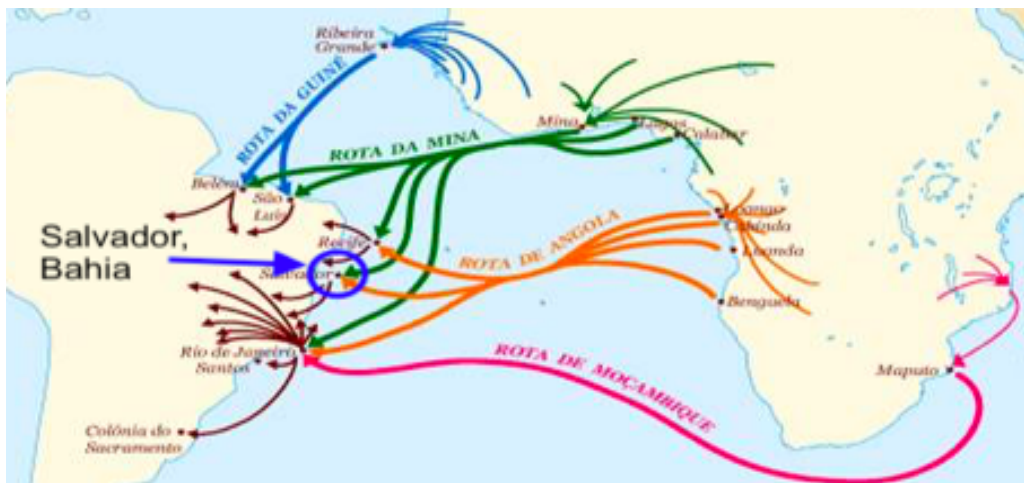 Ribeira
Grande
ROTA DA GUINÉ
Mina
Lagos
Calabar
ROTA DA MINA
Belém
São
Luís
Loango
Cabinda
Salvador,
Bahia
Recife
ROTA DE ANGOLA
Luanda
Salvador
Benguela
Rio de Janeiro
Santos
ROTA DE MOÇAMBIQUE
Maputo
Colônia do
Sacramento